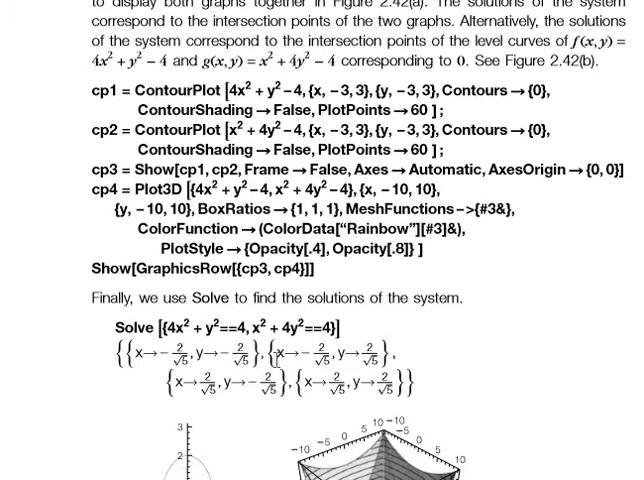 to display both graphs together in Figure 2.42(a). The solutions of the system
correspond to the intersection points of the two graphs. Alternatively, the solutions
of the system correspond to the intersection points of the level curves of f(x, y) =
4x² + y² − 4 and g(x, y) = x² + 4y² − 4 corresponding to 0. See Figure 2.42(b).
cp1 = ContourPlot [4x² + y² − 4, {x, −3, 3}, {y, −3, 3}, Contours → {0},
ContourShading → False, PlotPoints → 60 ];
cp2 = ContourPlot [x² + 4y² − 4, {x, −3, 3}, {y, −3, 3}, Contours → {0},
ContourShading → False, PlotPoints → 60 ];
cp3 = Show[cp1, cp2, Frame → False, Axes → Automatic, AxesOrigin → {0, 0}]
cp4 = Plot3D [{4x² + y² − 4, x² + 4y² − 4}, {x, −10, 10},
{y, −10, 10}, BoxRatios → {1, 1, 1}, MeshFunctions −>{#3&},
ColorFunction → (ColorData["Rainbow"][#3]&),
PlotStyle → {Opacity[.4], Opacity[.8]} ]
Show[GraphicsRow[{cp3, cp4}]]
Finally, we use Solve to find the solutions of the system.
Solve [{4x² + y²==4, x² + 4y²==4}]
{{x→−2/√5, y→−2/√5}, {x→−2/√5, y→2/√5},
{x→2/√5, y→−2/√5}, {x→2/√5, y→2/√5}}
3
2
−10 −5 0 5 10
−10 −5 0 5 10